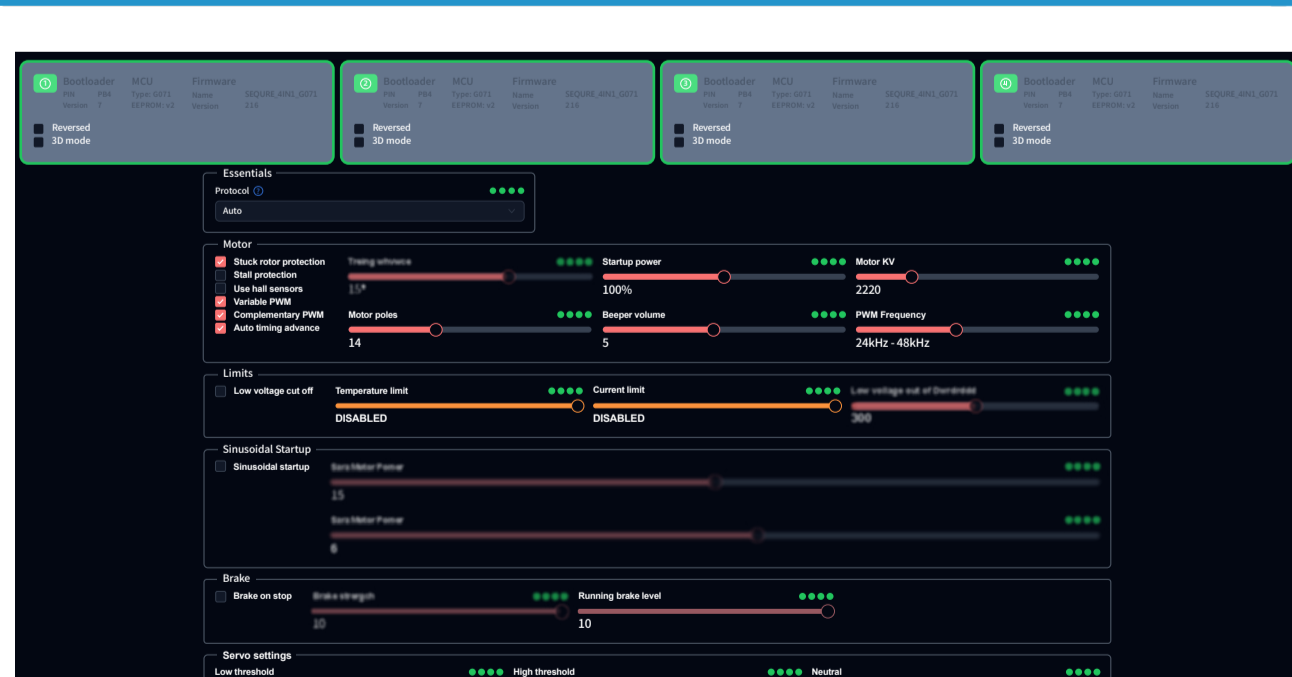 1 Bootloader MCU Firmware
PIN PB4 Type: G071 Name SEQURE_4IN1_G071
Version 7 EEPROM: v2 Version 216
Reversed
3D mode
2 Bootloader MCU Firmware
PIN PB4 Type: G071 Name SEQURE_4IN1_G071
Version 7 EEPROM: v2 Version 216
Reversed
3D mode
3 Bootloader MCU Firmware
PIN PB4 Type: G071 Name SEQURE_4IN1_G071
Version 7 EEPROM: v2 Version 216
Reversed
3D mode
4 Bootloader MCU Firmware
PIN PB4 Type: G071 Name SEQURE_4IN1_G071
Version 7 EEPROM: v2 Version 216
Reversed
3D mode
Essentials
Protocol ?
Auto
Motor
Stuck rotor protection
Stall protection
Use hall sensors
Variable PWM
Complementary PWM
Auto timing advance
15°
Startup power
100%
Motor KV
2220
Motor poles
14
Beeper volume
5
PWM Frequency
24kHz - 48kHz
Limits
Low voltage cut off
Temperature limit
DISABLED
Current limit
DISABLED
300
Sinusoidal Startup
Sinusoidal startup
15
6
Brake
Brake on stop
10
Running brake level
10
Servo settings
Low threshold High threshold Neutral